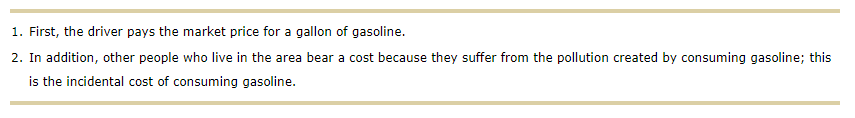 1. First, the driver pays the market price for a gallon of gasoline.
2. In addition, other people who live in the area bear a cost because they suffer from the pollution created by consuming gasoline; this
is the incidental cost of consuming gasoline.